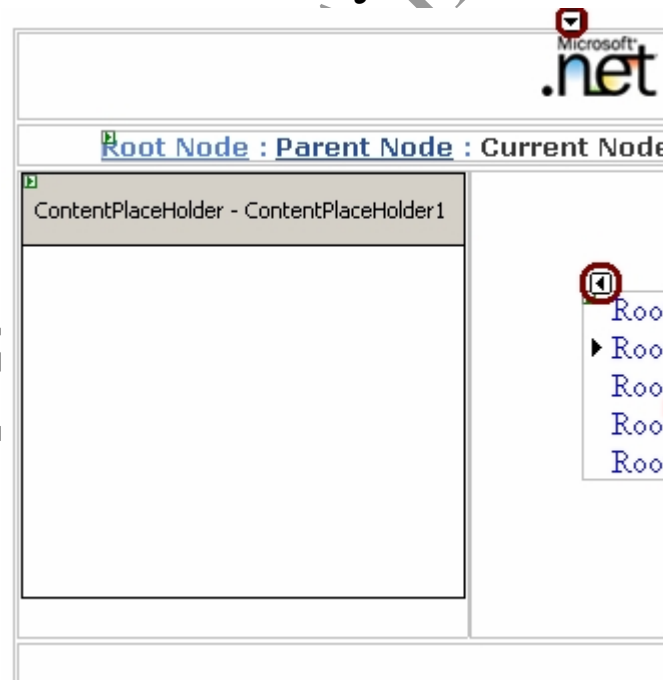 Microsoft
.net
Root Node : Parent Node : Current Node
ContentPlaceHolder - ContentPlaceHolder1
Roo
Roo
Roo
Roo
Roo